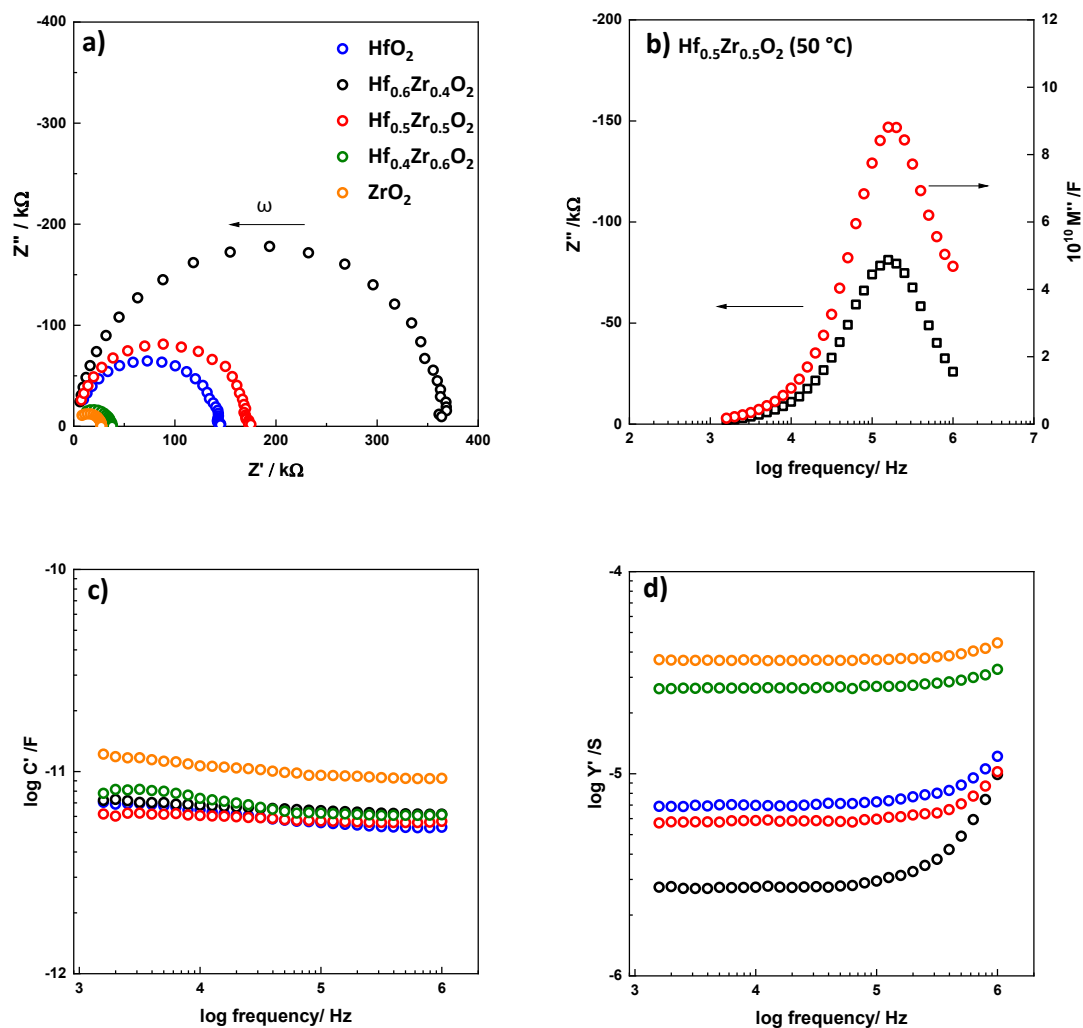 a)
HfO₂
Hf₀.₆Zr₀.₄O₂
Hf₀.₅Zr₀.₅O₂
Hf₀.₄Zr₀.₆O₂
ZrO₂
ω
-400
-300
-200
-100
0
0 100 200 300 400
Z'' / kΩ
Z' / kΩ
b) Hf₀.₅Zr₀.₅O₂ (50 °C)
-200
-150
-100
-50
0
12
10
8
6
4
2
0
2 3 4 5 6 7
Z'' /kΩ
10¹⁰ M'' /F
log frequency/ Hz
c)
-10
-11
-12
3 4 5 6
log C' /F
log frequency/ Hz
d)
-4
-5
-6
3 4 5 6
log Y' /S
log frequency/ Hz